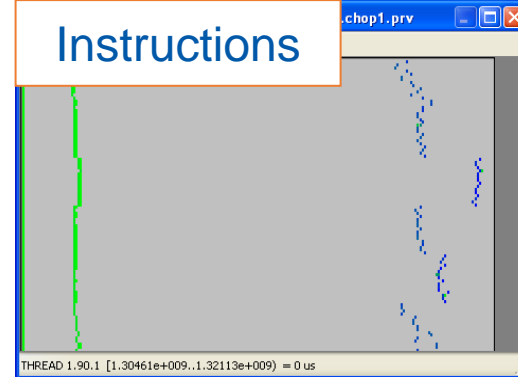 Instructions
.chop1.prv
THREAD 1.90.1 [1.30461e+009..1.32113e+009) = 0 us